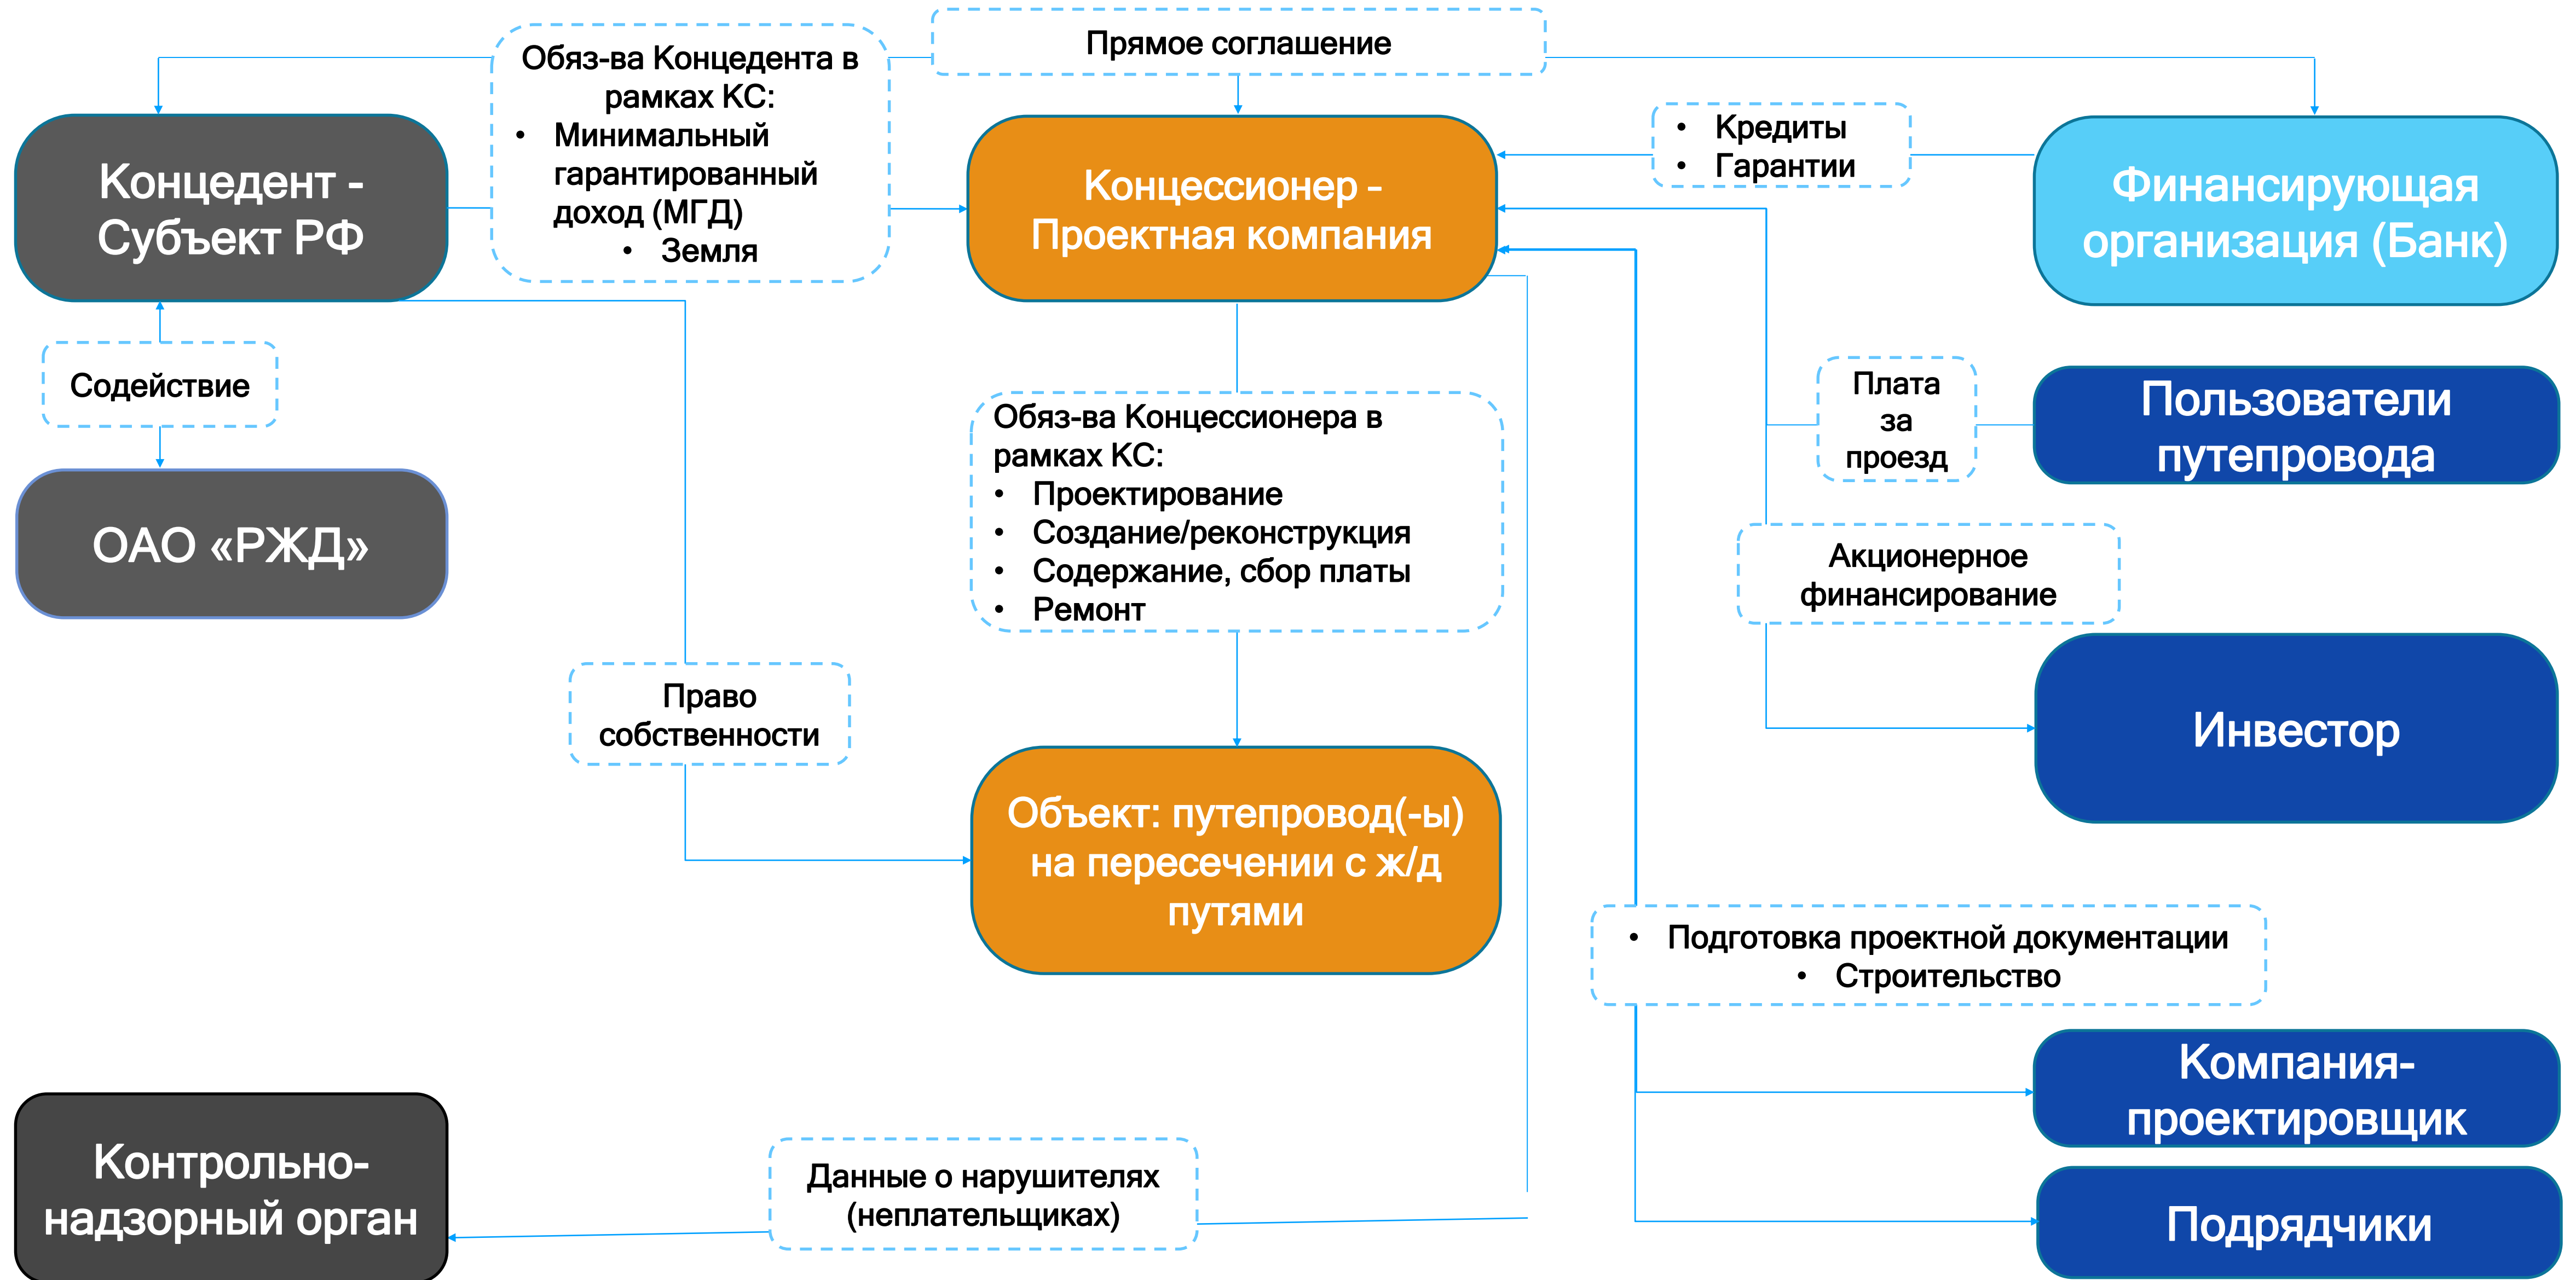 Прямое соглашение
Обяз-ва Концедента в
рамках КС:
• Минимальный
гарантированный
доход (МГД)
• Земля
Концедент -
Субъект РФ
Концессионер -
Проектная компания
• Кредиты
• Гарантии
Финансирующая
организация (Банк)
Содействие
ОАО «РЖД»
Обяз-ва Концессионера в
рамках КС:
• Проектирование
• Создание/реконструкция
• Содержание, сбор платы
• Ремонт
Плата
за
проезд
Пользователи
путепровода
Акционерное
финансирование
Инвестор
Право
собственности
Объект: путепровод(-ы)
на пересечении с ж/д
путями
• Подготовка проектной документации
• Строительство
Компания-
проектировщик
Подрядчики
Контрольно-
надзорный орган
Данные о нарушителях
(неплательщиках)